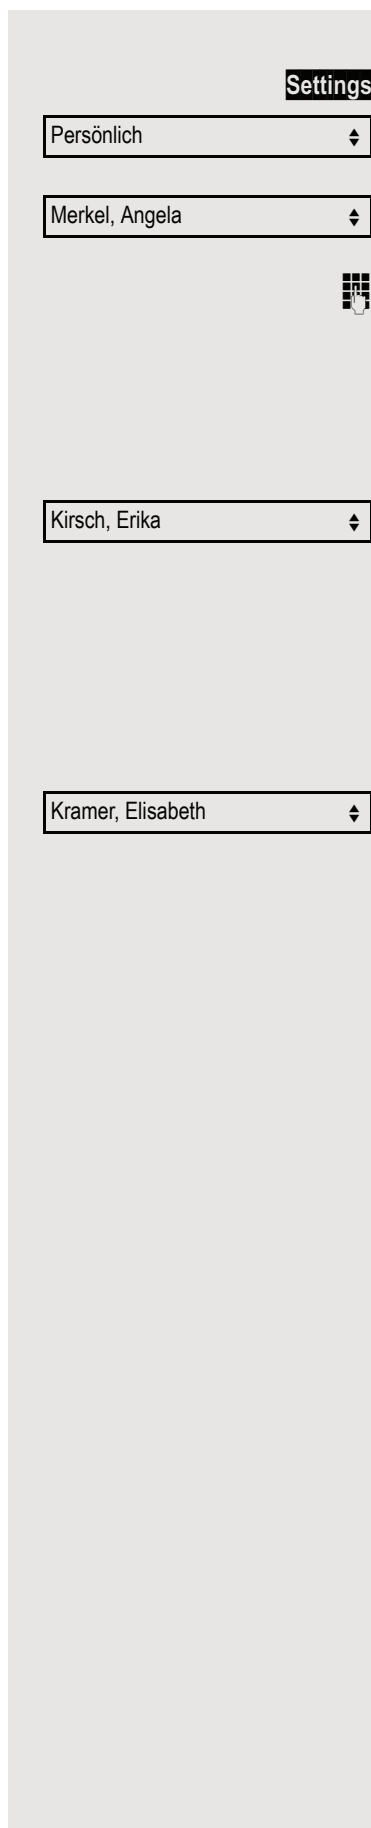 Settings
Persönlich
Merkel, Angela
Kirsch, Erika
Kramer, Elisabeth